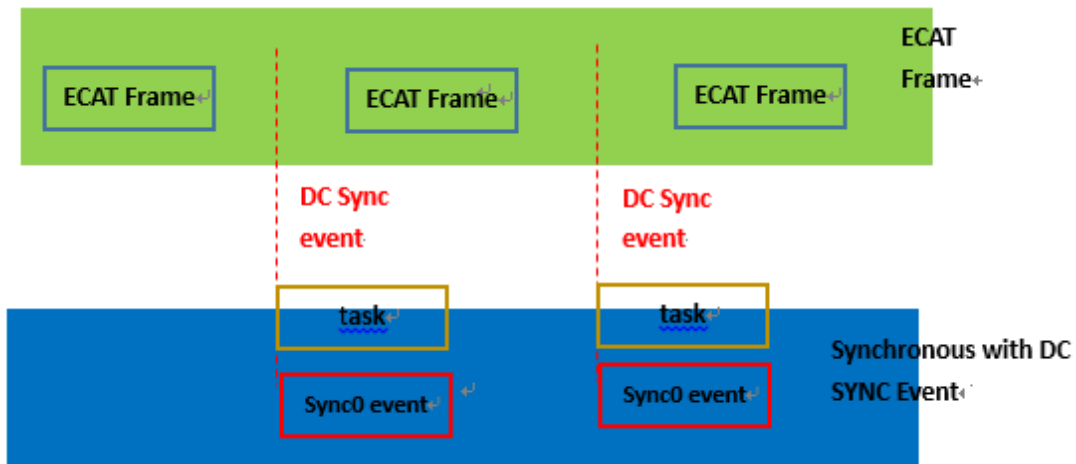 ECAT
Frame
ECAT Frame
ECAT Frame
ECAT Frame
DC Sync
event
DC Sync
event
task
task
Synchronous with DC
SYNC Event
Sync0 event
Sync0 event